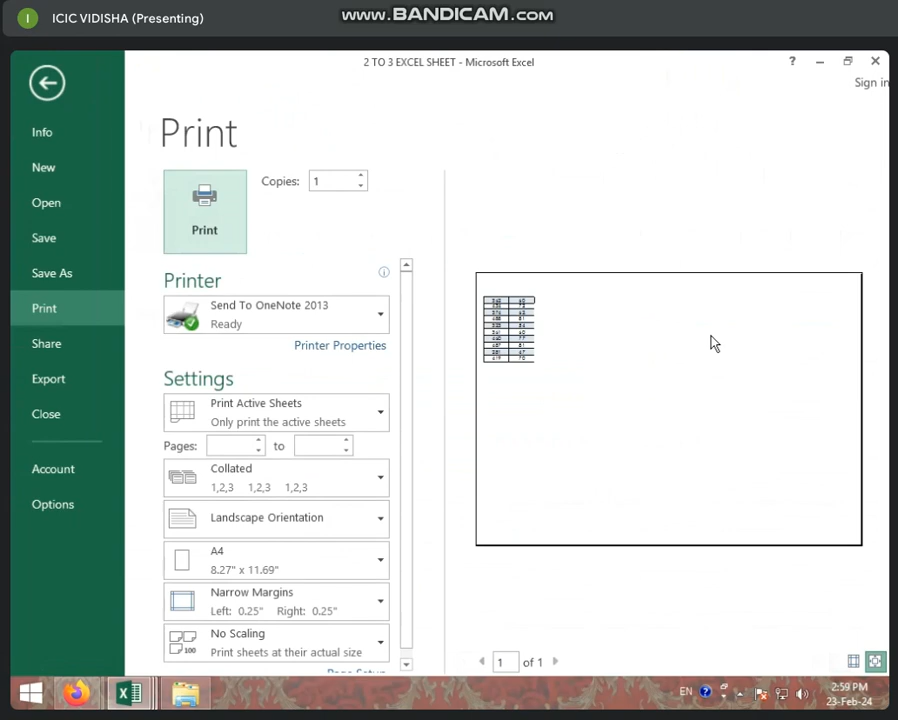 I ICIC VIDISHA (Presenting)
WWW.BANDICAM.COM
2 TO 3 EXCEL SHEET - Microsoft Excel
Sign in
Info
New
Open
Save
Save As
Print
Share
Export
Close
Account
Options
Print
Print
Copies: 1
Printer
Send To OneNote 2013
Ready
Printer Properties
Settings
Print Active Sheets
Only print the active sheets
Pages: to
Collated
1,2,3 1,2,3 1,2,3
Landscape Orientation
A4
8.27" x 11.69"
Narrow Margins
Left: 0.25" Right: 0.25"
No Scaling
100
Print sheets at their actual size
Page Setup
1 of 1
EN
2:59 PM
23-Feb-24